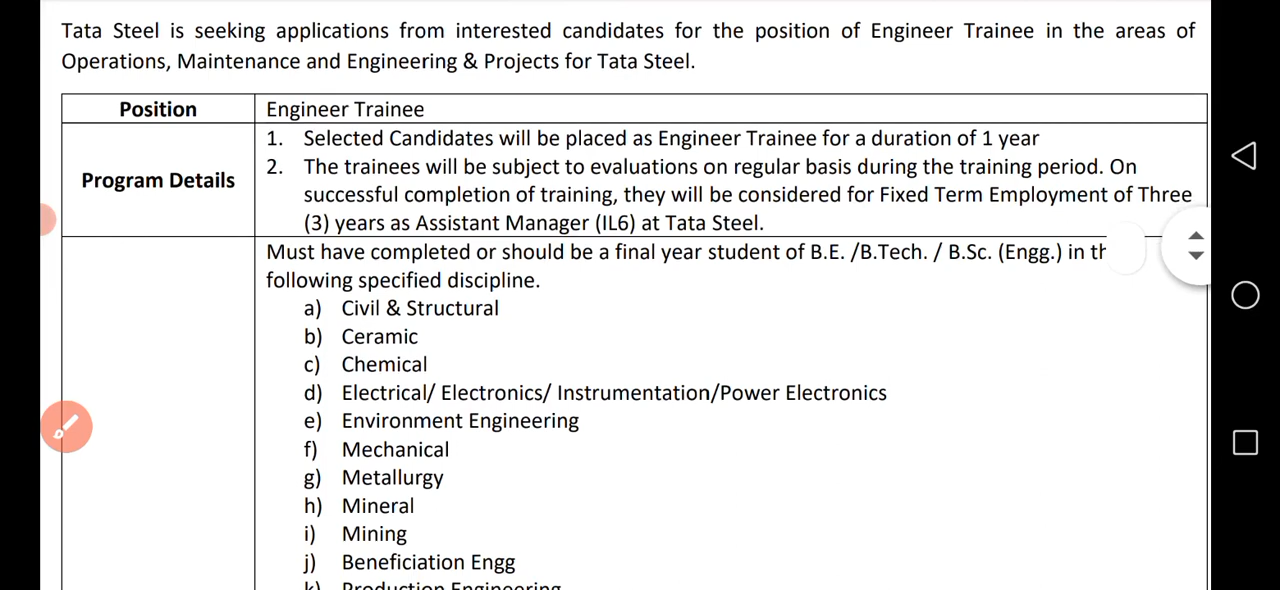 Tata Steel is seeking applications from interested candidates for the position of Engineer Trainee in the areas of
Operations, Maintenance and Engineering & Projects for Tata Steel.
Position
Engineer Trainee
Program Details
1. Selected Candidates will be placed as Engineer Trainee for a duration of 1 year
2. The trainees will be subject to evaluations on regular basis during the training period. On
successful completion of training, they will be considered for Fixed Term Employment of Three
(3) years as Assistant Manager (IL6) at Tata Steel.
Must have completed or should be a final year student of B.E. /B.Tech. / B.Sc. (Engg.) in
following specified discipline.
a) Civil & Structural
b) Ceramic
c) Chemical
d) Electrical/ Electronics/ Instrumentation/Power Electronics
e) Environment Engineering
f) Mechanical
g) Metallurgy
h) Mineral
i) Mining
j) Beneficiation Engg
k) Production Engineering